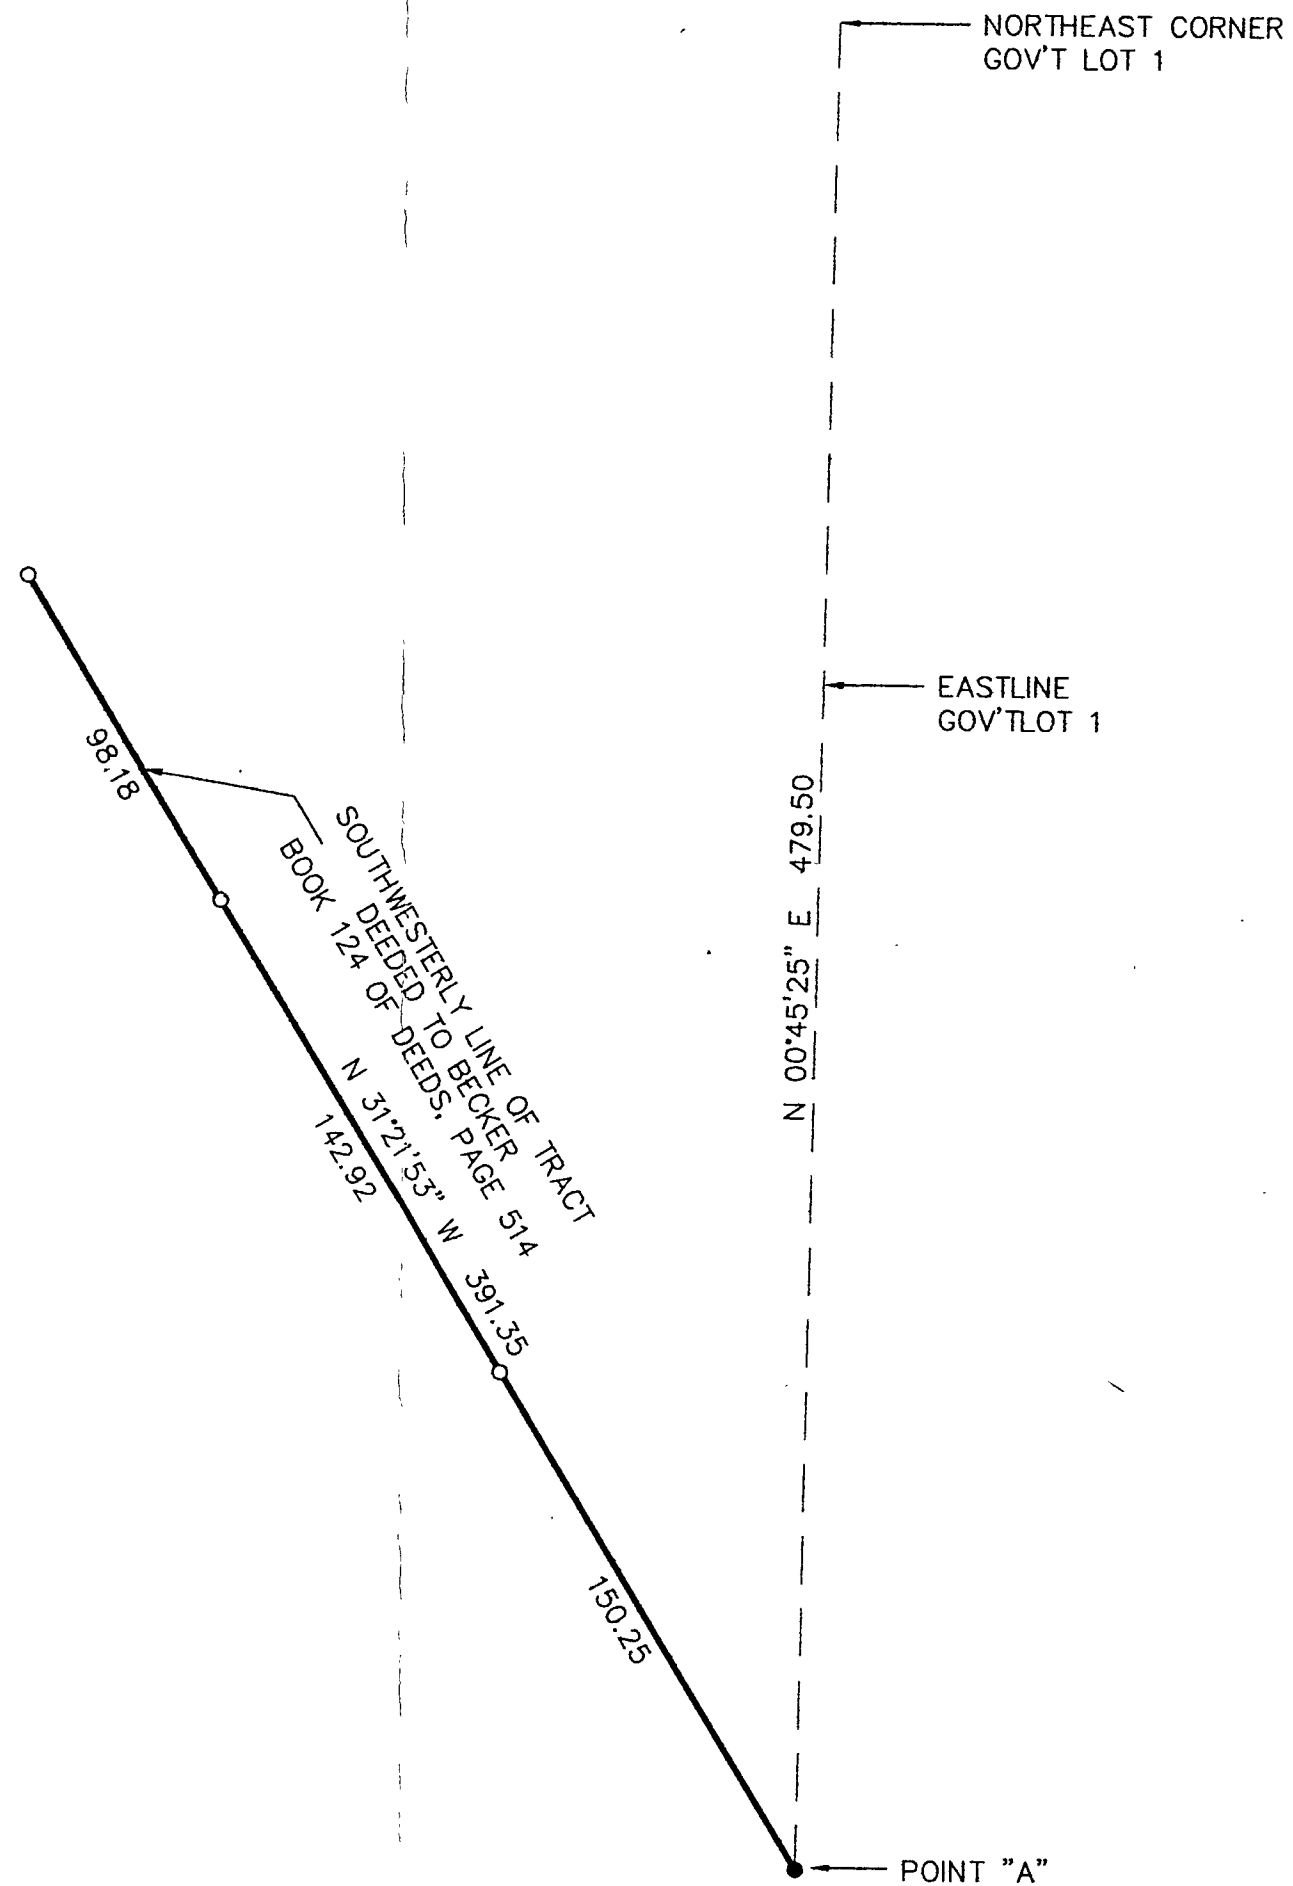 NORTHEAST CORNER
GOV'T LOT 1
EASTLINE
GOV'TLOT 1
N 00°45'25" E 479.50
98.18
SOUTHWESTERLY LINE OF TRACT
DEEDED TO BECKER
BOOK 124 OF DEEDS, PAGE 514
N 31°21'53" W 391.35
142.92
150.25
POINT "A"